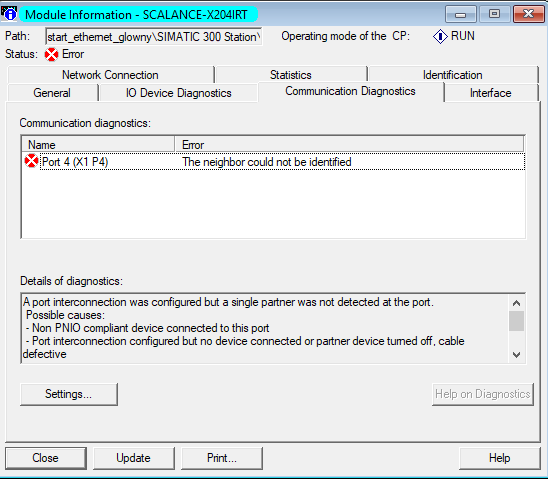 Module Information - SCALANCE-X204IRT
Path: start_ethernet_glowny\SIMATIC 300 Station\ Operating mode of the CP: RUN
Status: Error
Network Connection Statistics Identification
General IO Device Diagnostics Communication Diagnostics Interface
Communication diagnostics:
Name Error
Port 4 (X1 P4) The neighbor could not be identified
Details of diagnostics:
A port interconnection was configured but a single partner was not detected at the port.
Possible causes:
- Non PNIO compliant device connected to this port
- Port interconnection configured but no device connected or partner device turned off, cable
defective
Settings... Help on Diagnostics
Close Update Print... Help